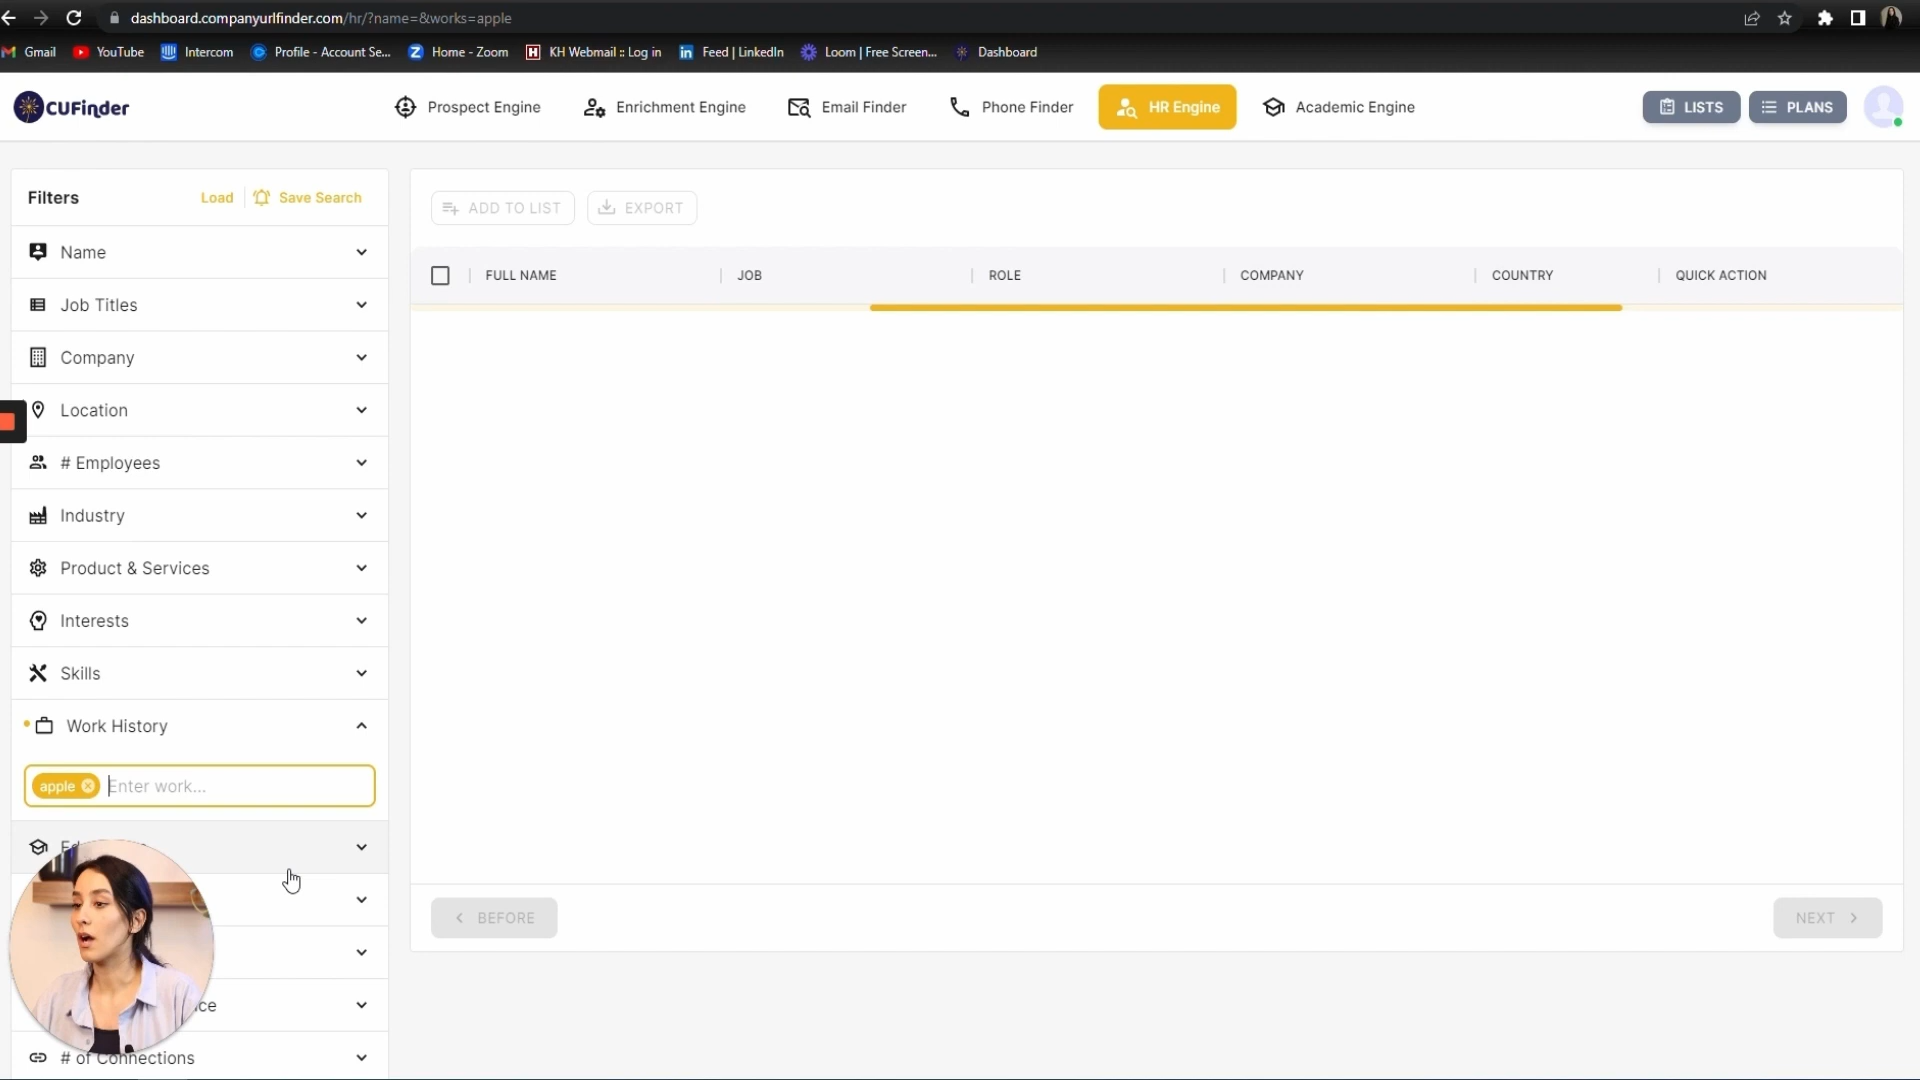 dashboard.companyurlfinder.com/hr/?name=&works=apple
Gmail YouTube Intercom Profile - Account Se... Home - Zoom KH Webmail :: Log in Feed | LinkedIn Loom | Free Screen... Dashboard
CUFinder Prospect Engine Enrichment Engine Email Finder Phone Finder HR Engine Academic Engine LISTS PLANS
Filters Load Save Search
ADD TO LIST EXPORT
Name
FULL NAME JOB ROLE COMPANY COUNTRY QUICK ACTION
Job Titles
Company
Location
# Employees
Industry
Product & Services
Interests
Skills
Work History
apple Enter work...
BEFORE NEXT
# of Connections